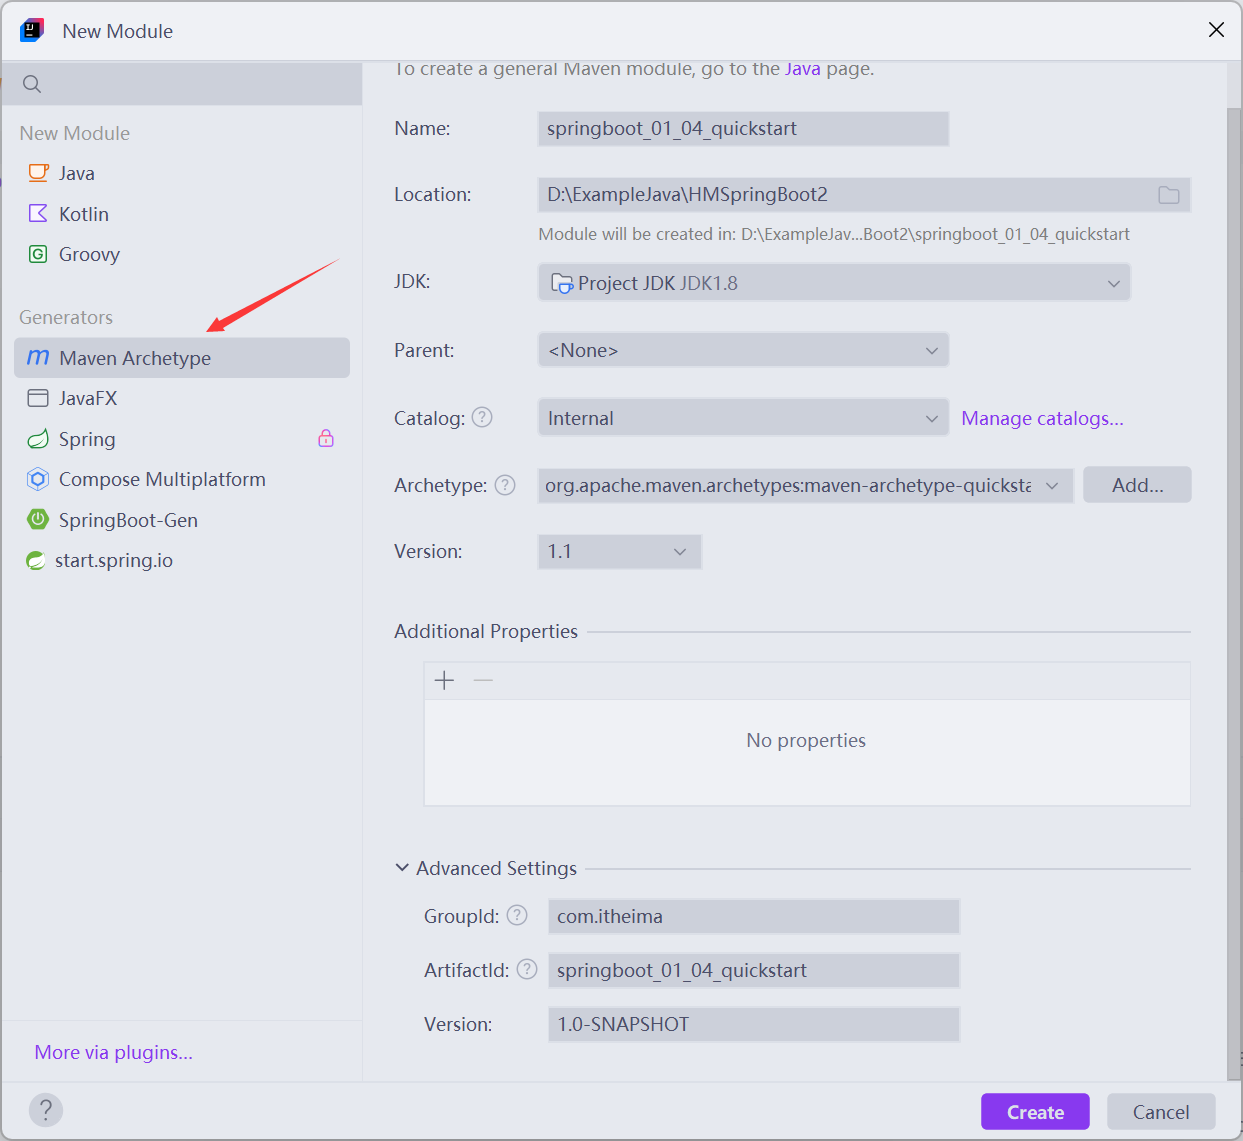 New Module
To create a general Maven module, go to the Java page.
New Module
Java
Kotlin
Groovy
Generators
Maven Archetype
JavaFX
Spring
Compose Multiplatform
SpringBoot-Gen
start.spring.io
More via plugins...
Name: springboot_01_04_quickstart
Location: D:\ExampleJava\HMSpringBoot2
Module will be created in: D:\ExampleJav...Boot2\springboot_01_04_quickstart
JDK: Project JDK JDK1.8
Parent: <None>
Catalog: ? Internal Manage catalogs...
Archetype: ? org.apache.maven.archetypes:maven-archetype-quicksta Add...
Version: 1.1
Additional Properties
No properties
Advanced Settings
GroupId: ? com.itheima
ArtifactId: ? springboot_01_04_quickstart
Version: 1.0-SNAPSHOT
? Create Cancel